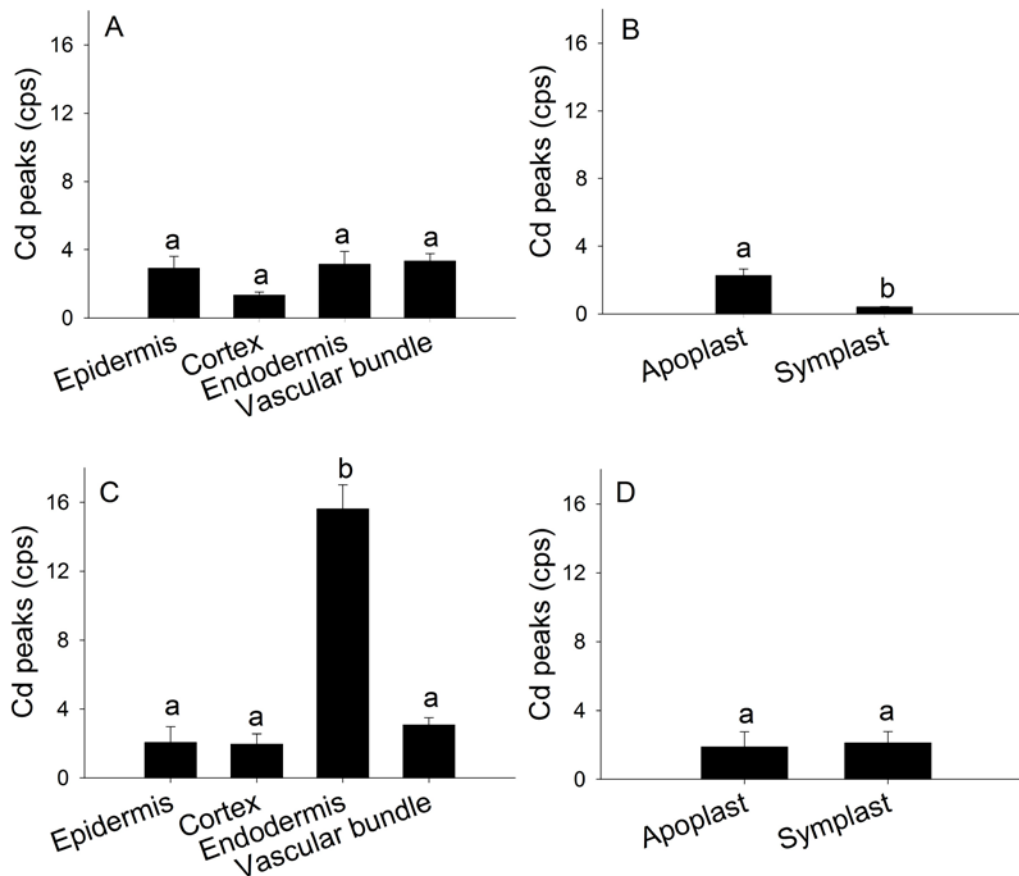 A
Cd peaks (cps)
16
12
8
4
0
a
a
a
a
Epidermis
Cortex
Endodermis
Vascular bundle
B
Cd peaks (cps)
16
12
8
4
0
a
b
Apoplast
Symplast
C
Cd peaks (cps)
16
12
8
4
0
a
a
b
a
Epidermis
Cortex
Endodermis
Vascular bundle
D
Cd peaks (cps)
16
12
8
4
0
a
a
Apoplast
Symplast